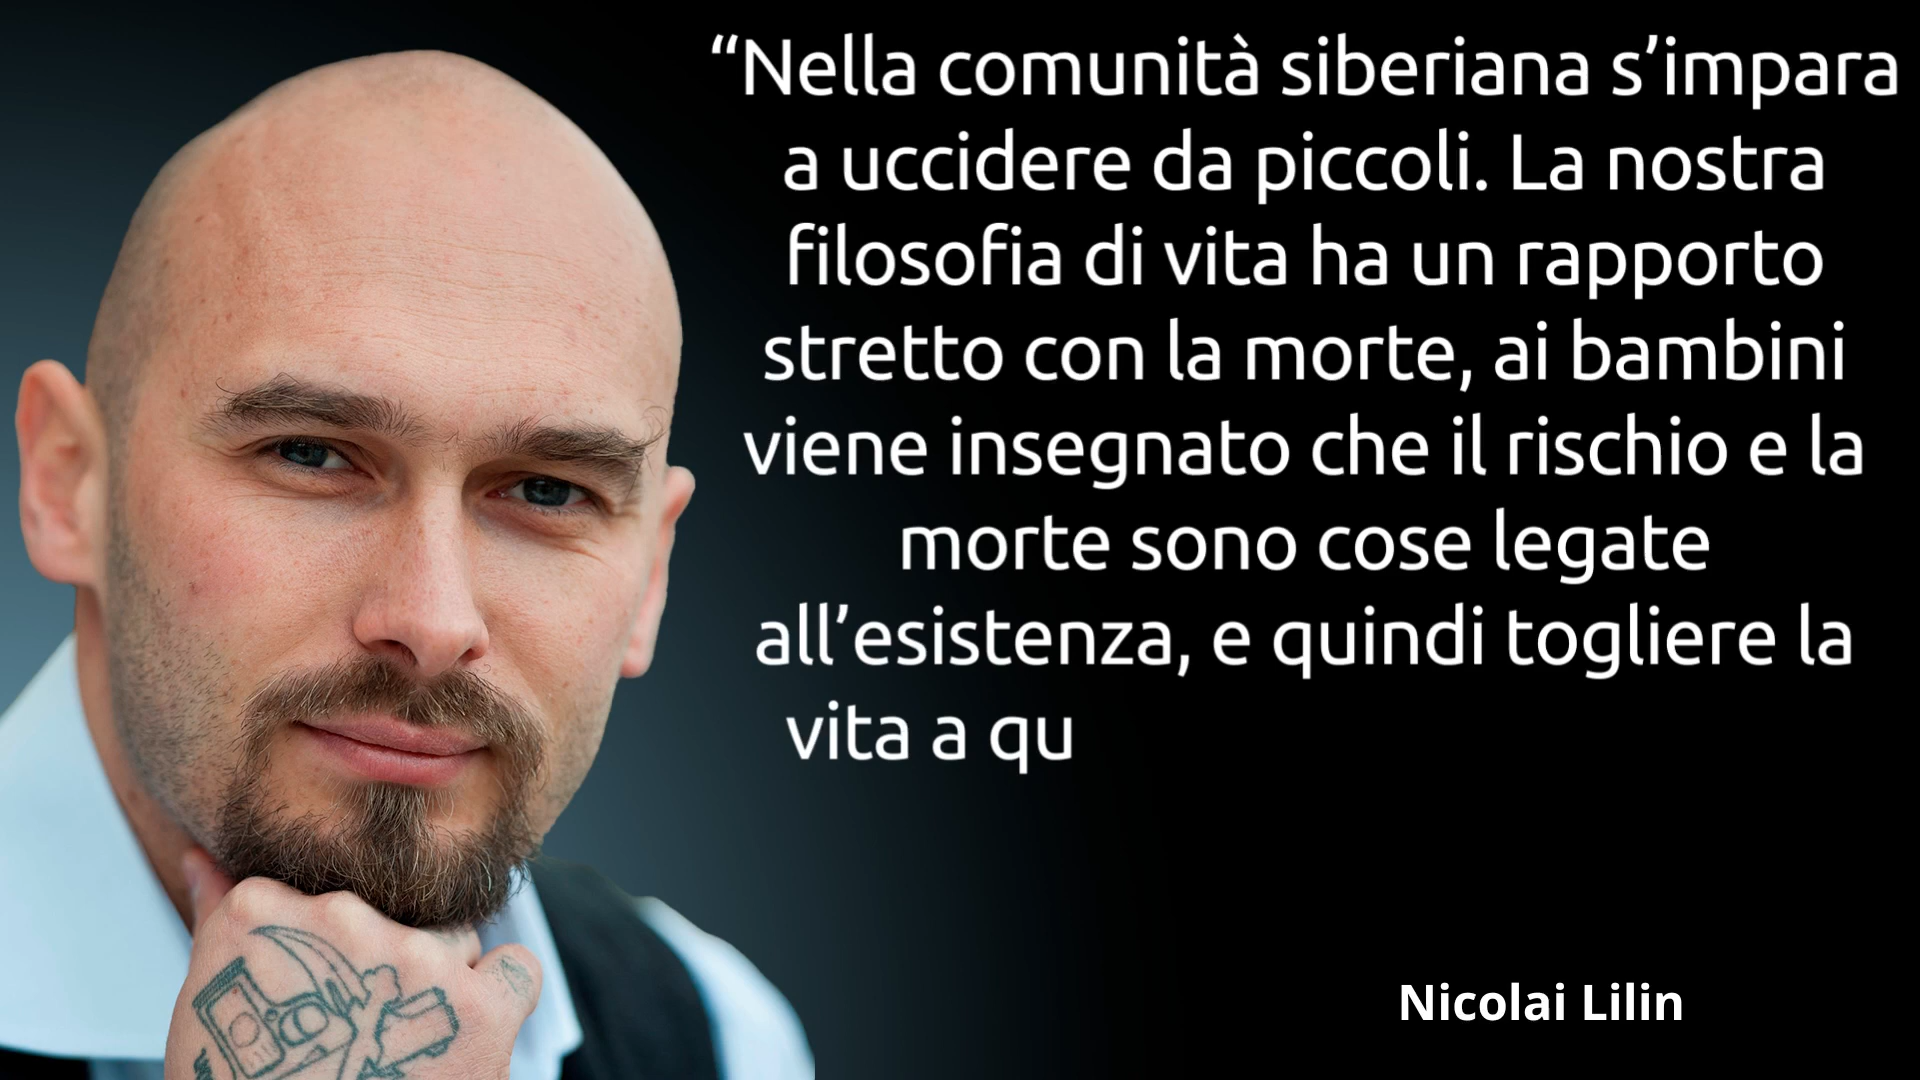 “Nella comunità siberiana s’impara
a uccidere da piccoli. La nostra
filosofia di vita ha un rapporto
stretto con la morte, ai bambini
viene insegnato che il rischio e la
morte sono cose legate
all’esistenza, e quindi togliere la
vita a qu
Nicolai Lilin